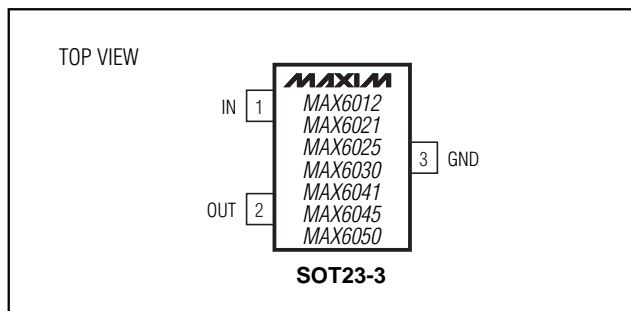 TOP VIEW
MAXIM
IN 1
MAX6012
MAX6021
MAX6025
MAX6030
3 GND
MAX6041
OUT 2
MAX6045
MAX6050
SOT23-3